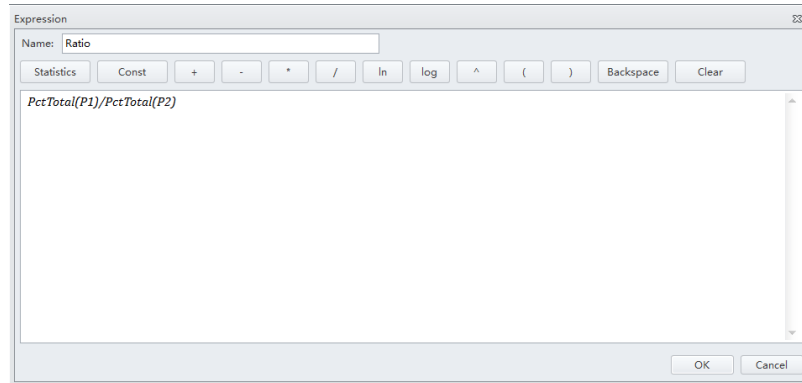 Expression
Name: Ratio
Statistics Const + - * / ln log ^ ( ) Backspace Clear
PctTotal(P1)/PctTotal(P2)
OK Cancel